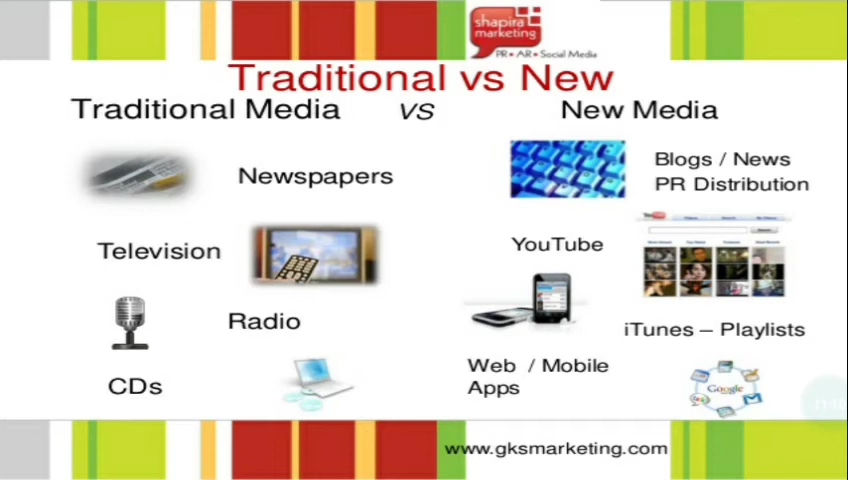 shapira
marketing
PR • AR • Social Media
Traditional vs New
Traditional Media vs New Media
Newspapers
Blogs / News
PR Distribution
Television
YouTube
Radio
iTunes – Playlists
CDs
Web / Mobile
Apps
Google
www.gksmarketing.com